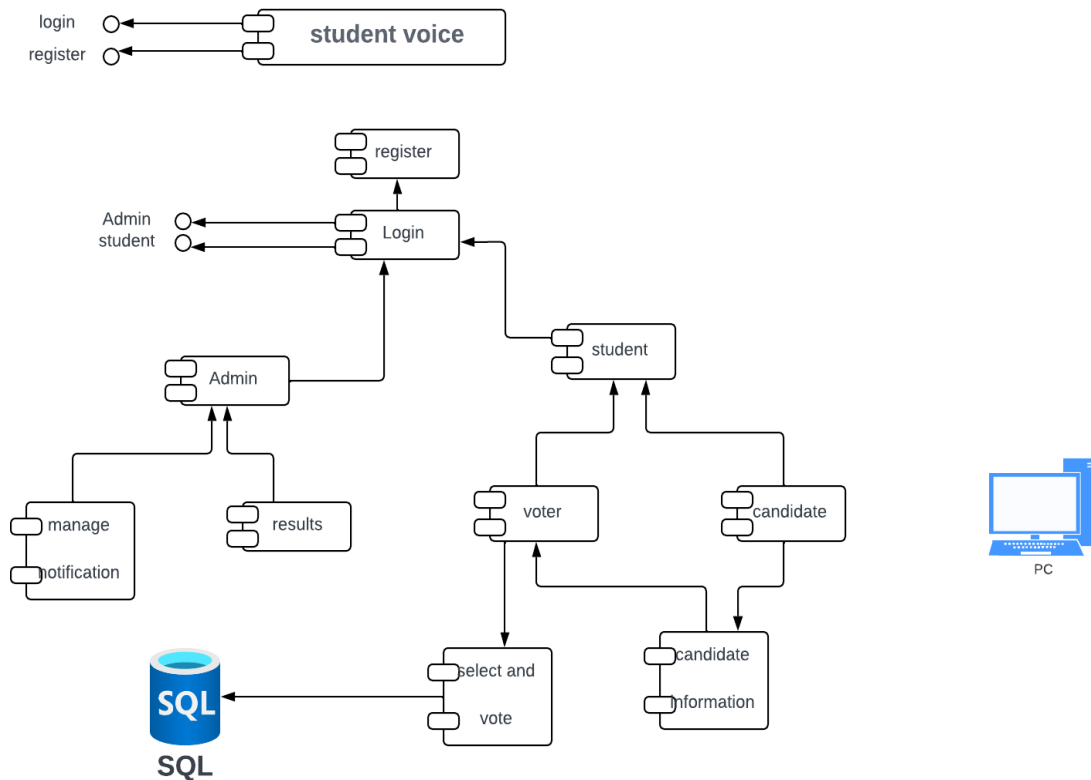 login
student voice
register
register
Admin
student
Login
student
Admin
manage
notification
results
voter
candidate
PC
select and
vote
candidate
information
SQL
SQL